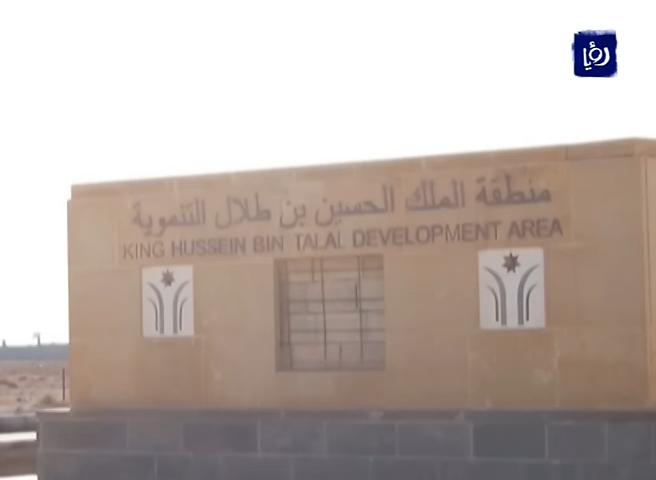 رؤيا
منطقة الملك الحسين بن طلال التنموية
KING HUSSEIN BIN TALAL DEVELOPMENT AREA